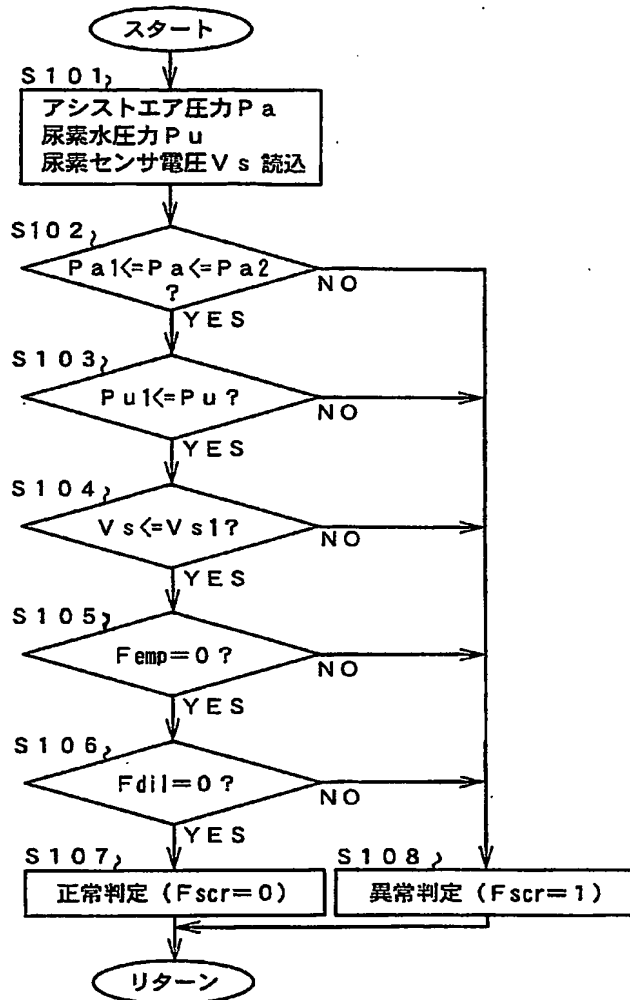 スタート
S101
アシストエア圧力Pa
尿素水圧力Pu
尿素センサ電圧Vs 読込
S102
Pa1<=Pa<=Pa2
?
NO
YES
S103
Pu1<=Pu?
NO
YES
S104
Vs<=Vs1?
NO
YES
S105
Femp=0?
NO
YES
S106
Fdil=0?
NO
YES
S107
正常判定(Fscr=0)
S108
異常判定(Fscr=1)
リターン